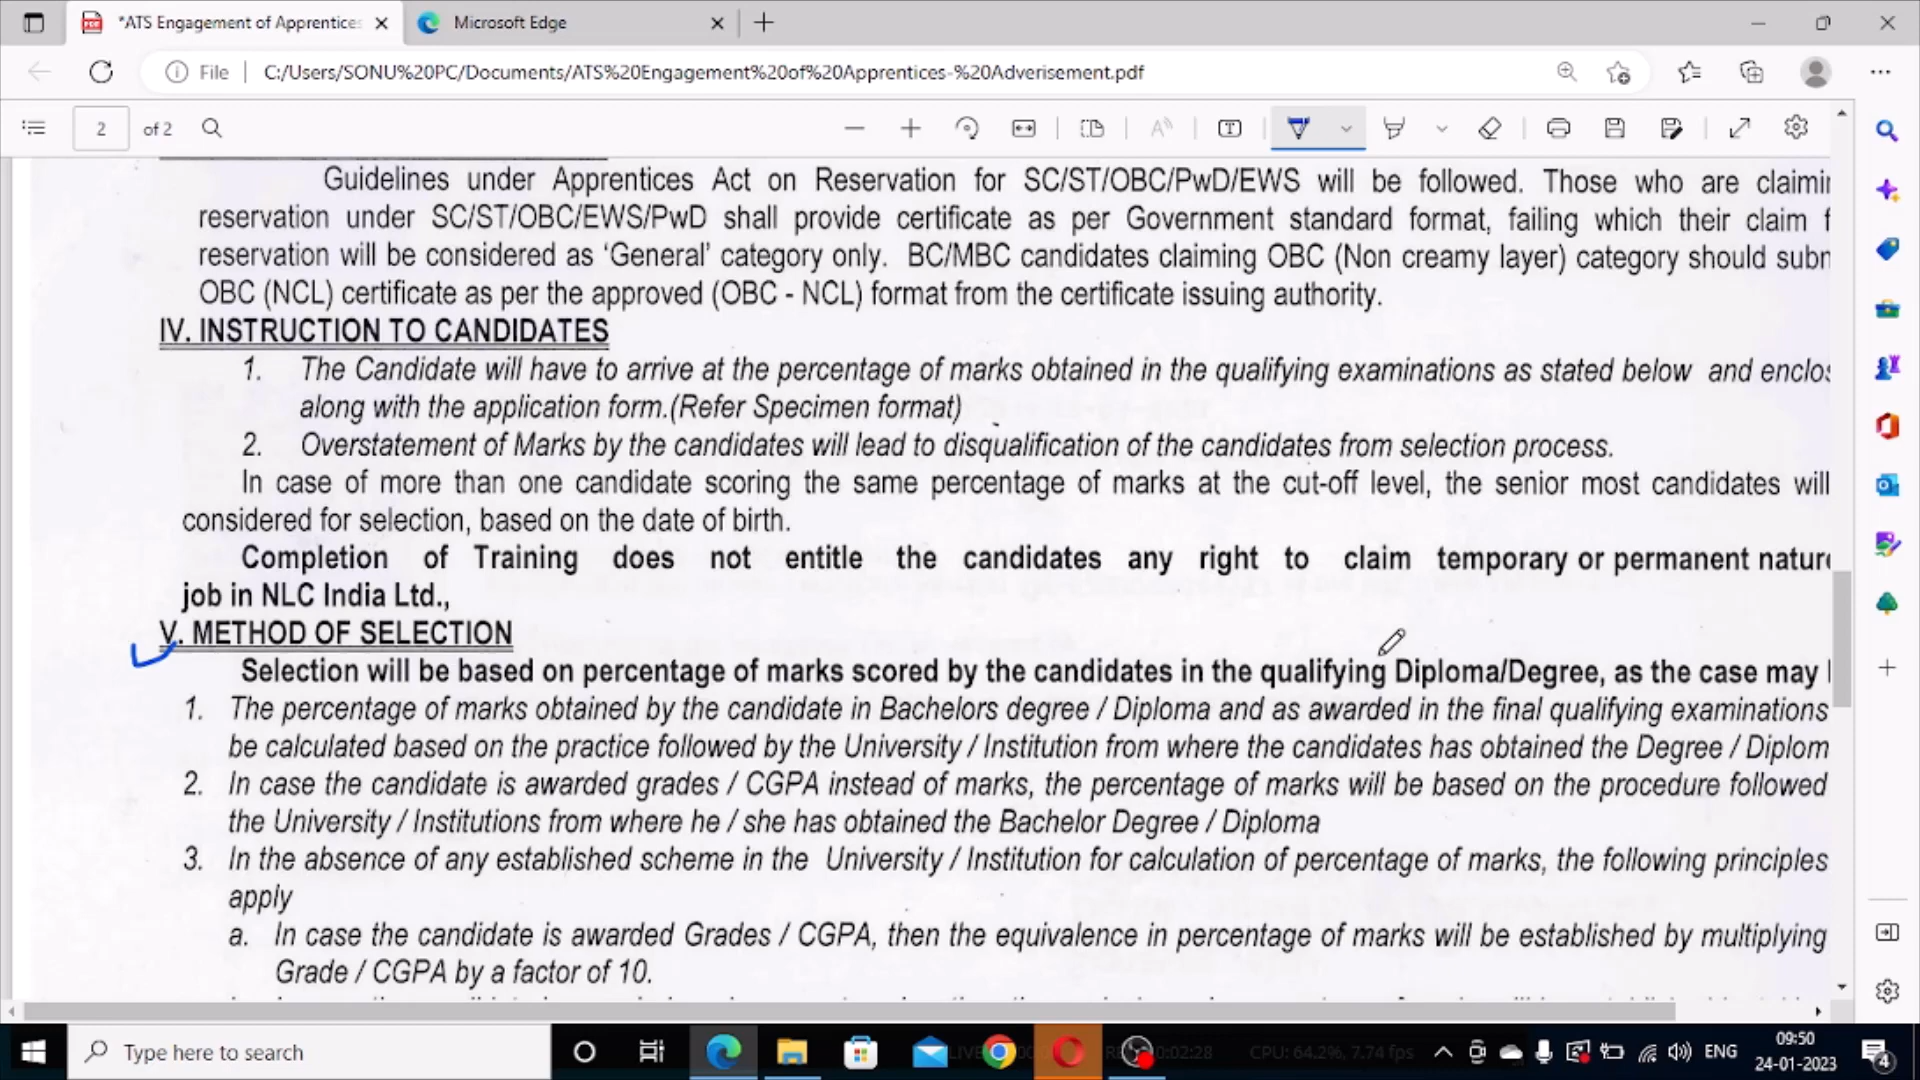 *ATS Engagement of Apprentices
Microsoft Edge
File
C:/Users/SONU%20PC/Documents/ATS%20Engagement%20of%20Apprentices-%20Adverisement.pdf
2 of 2
Guidelines under Apprentices Act on Reservation for SC/ST/OBC/PwD/EWS will be followed. Those who are claimin
reservation under SC/ST/OBC/EWS/PwD shall provide certificate as per Government standard format, failing which their claim f
reservation will be considered as 'General' category only. BC/MBC candidates claiming OBC (Non creamy layer) category should subm
OBC (NCL) certificate as per the approved (OBC - NCL) format from the certificate issuing authority.
IV. INSTRUCTION TO CANDIDATES
1. The Candidate will have to arrive at the percentage of marks obtained in the qualifying examinations as stated below and enclos
along with the application form.(Refer Specimen format)
2. Overstatement of Marks by the candidates will lead to disqualification of the candidates from selection process.
In case of more than one candidate scoring the same percentage of marks at the cut-off level, the senior most candidates will
considered for selection, based on the date of birth.
Completion of Training does not entitle the candidates any right to claim temporary or permanent nature
job in NLC India Ltd.,
V. METHOD OF SELECTION
Selection will be based on percentage of marks scored by the candidates in the qualifying Diploma/Degree, as the case may
1. The percentage of marks obtained by the candidate in Bachelors degree / Diploma and as awarded in the final qualifying examinations
be calculated based on the practice followed by the University / Institution from where the candidates has obtained the Degree / Diplom
2. In case the candidate is awarded grades / CGPA instead of marks, the percentage of marks will be based on the procedure followed
the University / Institutions from where he / she has obtained the Bachelor Degree / Diploma
3. In the absence of any established scheme in the University / Institution for calculation of percentage of marks, the following principles
apply
a. In case the candidate is awarded Grades / CGPA, then the equivalence in percentage of marks will be established by multiplying
Grade / CGPA by a factor of 10.
Type here to search
CPU: 64.2%, 7.74 fps
ENG
09:50
24-01-2023
4